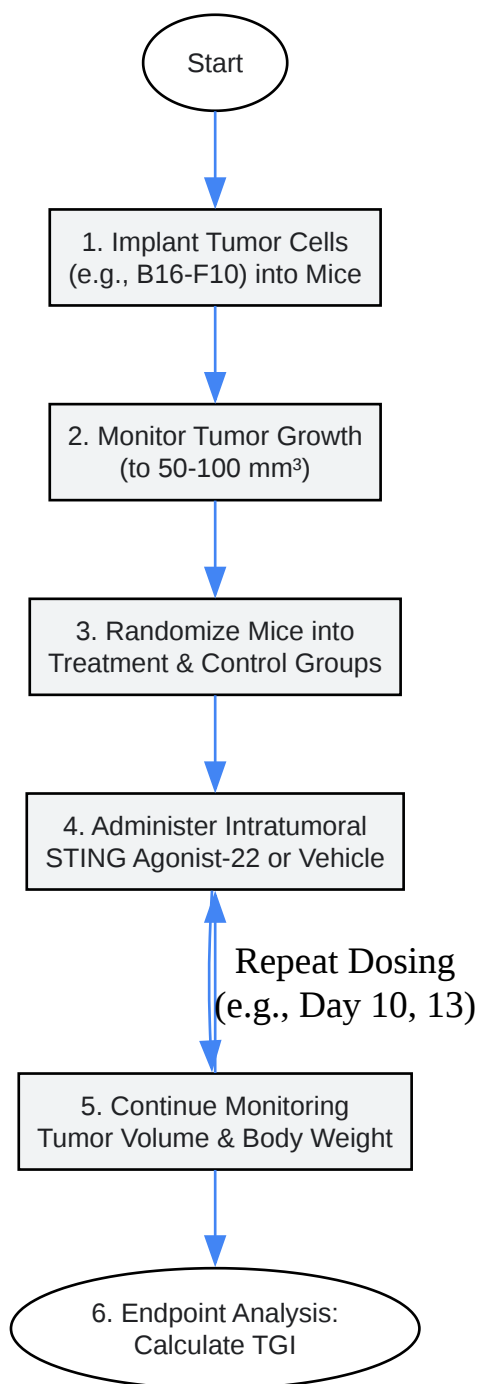 Start
1. Implant Tumor Cells
(e.g., B16-F10) into Mice
2. Monitor Tumor Growth
(to 50-100 mm³)
3. Randomize Mice into
Treatment & Control Groups
4. Administer Intratumoral
STING Agonist-22 or Vehicle
Repeat Dosing
(e.g., Day 10, 13)
5. Continue Monitoring
Tumor Volume & Body Weight
6. Endpoint Analysis:
Calculate TGI